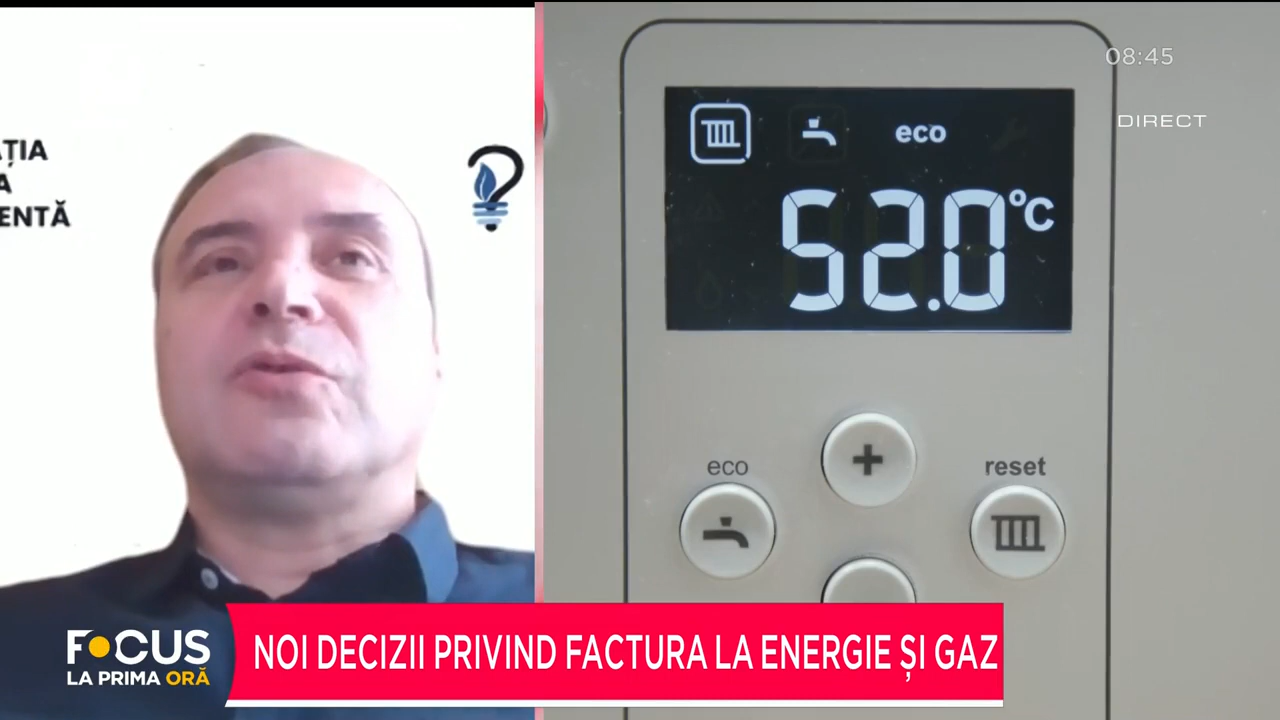 AȚIA
A
ENTĂ
08:45
DIRECT
eco
52.0°C
eco
+
reset
FOCUS
LA PRIMA ORĂ
NOI DECIZII PRIVIND FACTURA LA ENERGIE ȘI GAZ